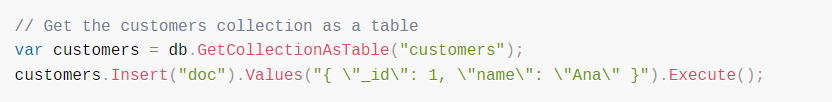 // Get the customers collection as a table
var customers = db.GetCollectionAsTable("customers");
customers.Insert("doc").Values("{ \"_id\": 1, \"name\": \"Ana\" }").Execute();